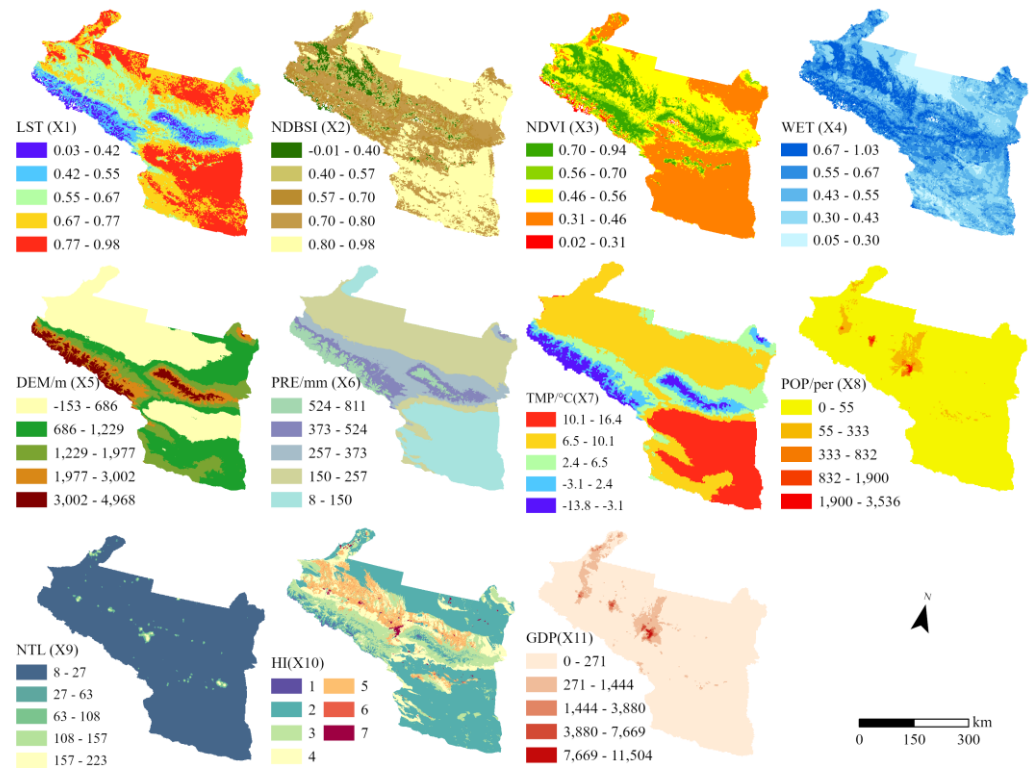 LST (X1)
0.03 - 0.42
0.42 - 0.55
0.55 - 0.67
0.67 - 0.77
0.77 - 0.98
NDBSI (X2)
-0.01 - 0.40
0.40 - 0.57
0.57 - 0.70
0.70 - 0.80
0.80 - 0.98
NDVI (X3)
0.70 - 0.94
0.56 - 0.70
0.46 - 0.56
0.31 - 0.46
0.02 - 0.31
WET (X4)
0.67 - 1.03
0.55 - 0.67
0.43 - 0.55
0.30 - 0.43
0.05 - 0.30
DEM/m (X5)
-153 - 686
686 - 1,229
1,229 - 1,977
1,977 - 3,002
3,002 - 4,968
PRE/mm (X6)
524 - 811
373 - 524
257 - 373
150 - 257
8 - 150
TMP/°C(X7)
10.1 - 16.4
6.5 - 10.1
2.4 - 6.5
-3.1 - 2.4
-13.8 - -3.1
POP/per (X8)
0 - 55
55 - 333
333 - 832
832 - 1,900
1,900 - 3,536
NTL (X9)
8 - 27
27 - 63
63 - 108
108 - 157
157 - 223
HI(X10)
1 5
2 6
3 7
4
GDP(X11)
0 - 271
271 - 1,444
1,444 - 3,880
3,880 - 7,669
7,669 - 11,504
N
km
0 150 300